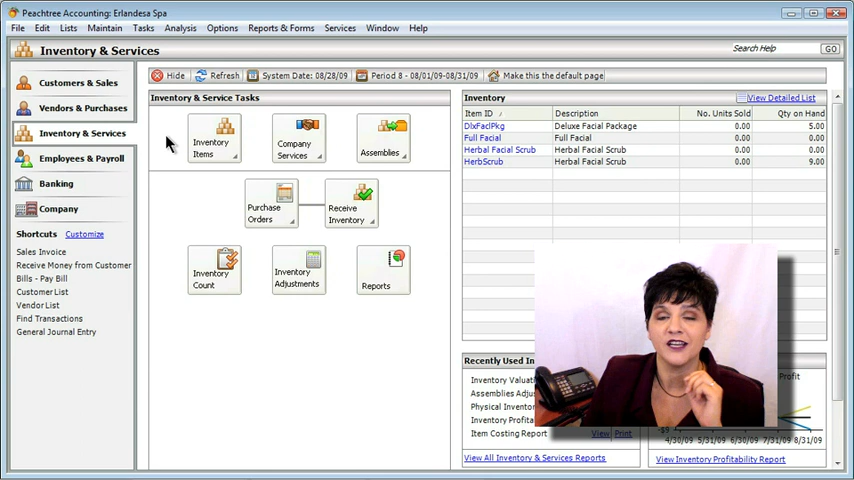 Peachtree Accounting: Erlandesa Spa
File Edit Lists Maintain Tasks Analysis Options Reports & Forms Services Window Help
Inventory & Services
Search Help GO
Customers & Sales
Vendors & Purchases
Inventory & Services
Employees & Payroll
Banking
Company
Shortcuts Customize
Sales Invoice
Receive Money from Customer
Bills - Pay Bill
Customer List
Vendor List
Find Transactions
General Journal Entry
Hide Refresh System Date: 08/28/09 Period 8 - 08/01/09-08/31/09 Make this the default page
Inventory & Service Tasks
Inventory Items
Company Services
Assemblies
Purchase Orders
Receive Inventory
Inventory Count
Inventory Adjustments
Reports
Inventory View Detailed List
Item ID Description No. Units Sold Qty on Hand
DlxFaclPkg Deluxe Facial Package 0.00 5.00
Full Facial Full Facial 0.00
Herbal Facial Scrub Herbal Facial Scrub 0.00
HerbScrub Herbal Facial Scrub 0.00 9.00
Recently Used In
Inventory Valua
Assemblies Adju
Physical Invento
Inventory Profita
Item Costing Report View Print
View All Inventory & Services Reports
Profit
4/30/09 5/31/09 6/30/09 7/31/09 8/31/09
View Inventory Profitability Report